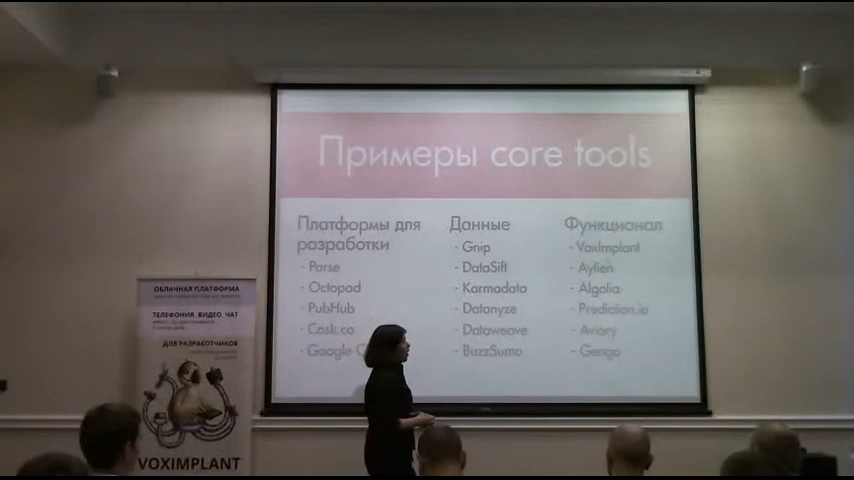 Примеры core tools
Платформы для
разработки
- Parse
- Octopod
- PubHub
- Cask.co
- Google
Данные
- Gnip
- DataSift
- Karmadata
- Datanyze
- Dataweave
- BuzzSumo
Функционал
- VoxImplant
- Aylien
- Algolia
- Prediction.io
- Aviary
- Gengo
ОБЛАЧНАЯ ПЛАТФОРМА
ТЕЛЕФОНИЯ, ВИДЕО, ЧАТ
ДЛЯ РАЗРАБОТЧИКОВ
VOXIMPLANT